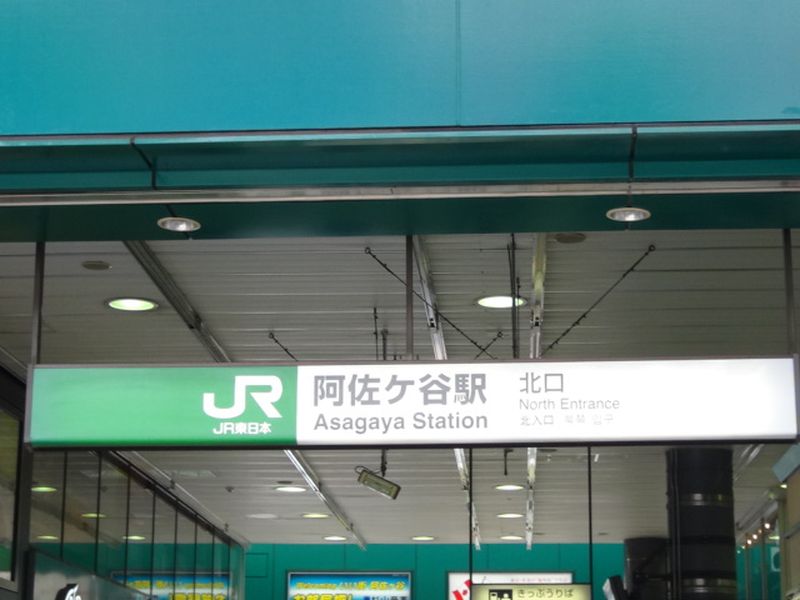 JR
JR東日本
阿佐ケ谷駅
Asagaya Station
北口
North Entrance
北入口
きっぷうりば